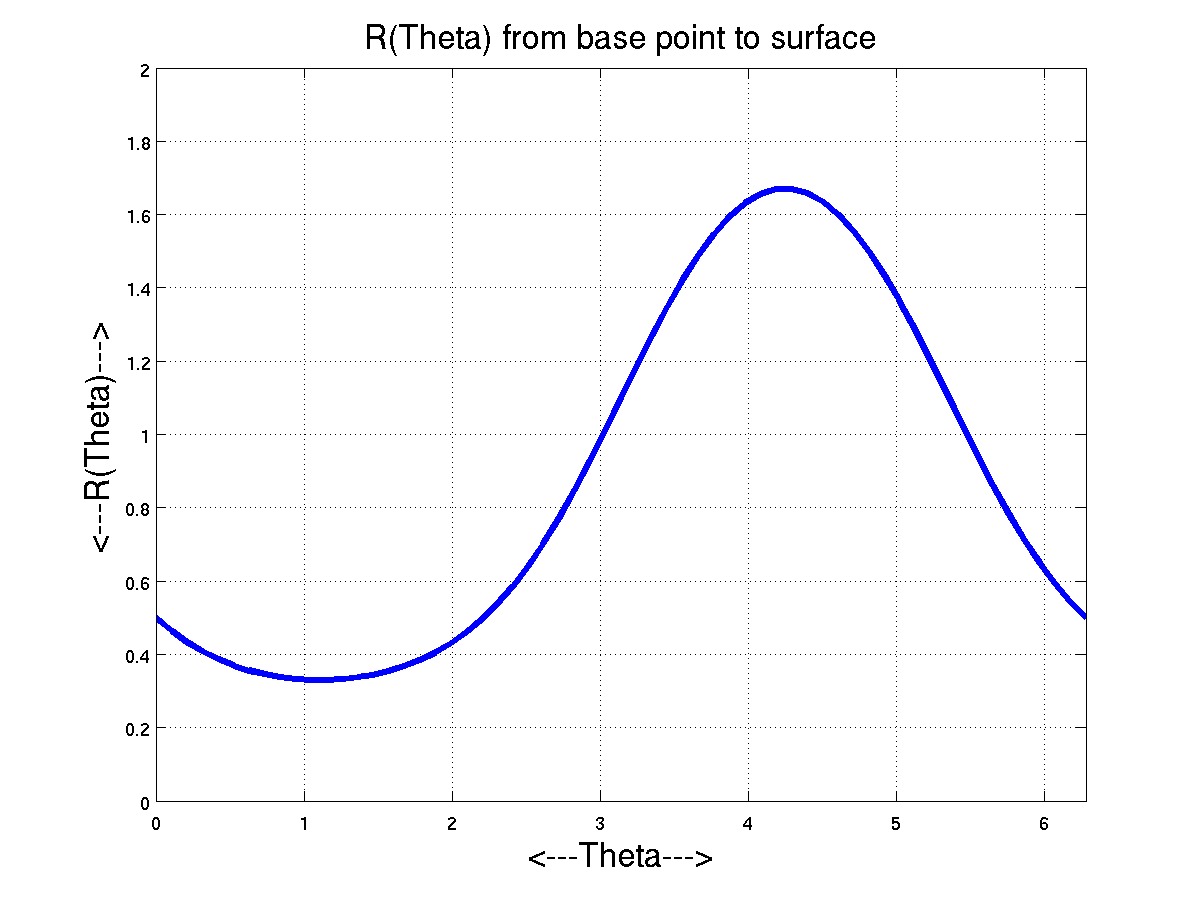 R(Theta) from base point to surface
2
1.8
1.6
1.4
1.2
1
0.8
0.6
0.4
0.2
0
<---R(Theta)--->
0 1 2 3 4 5 6
<---Theta--->